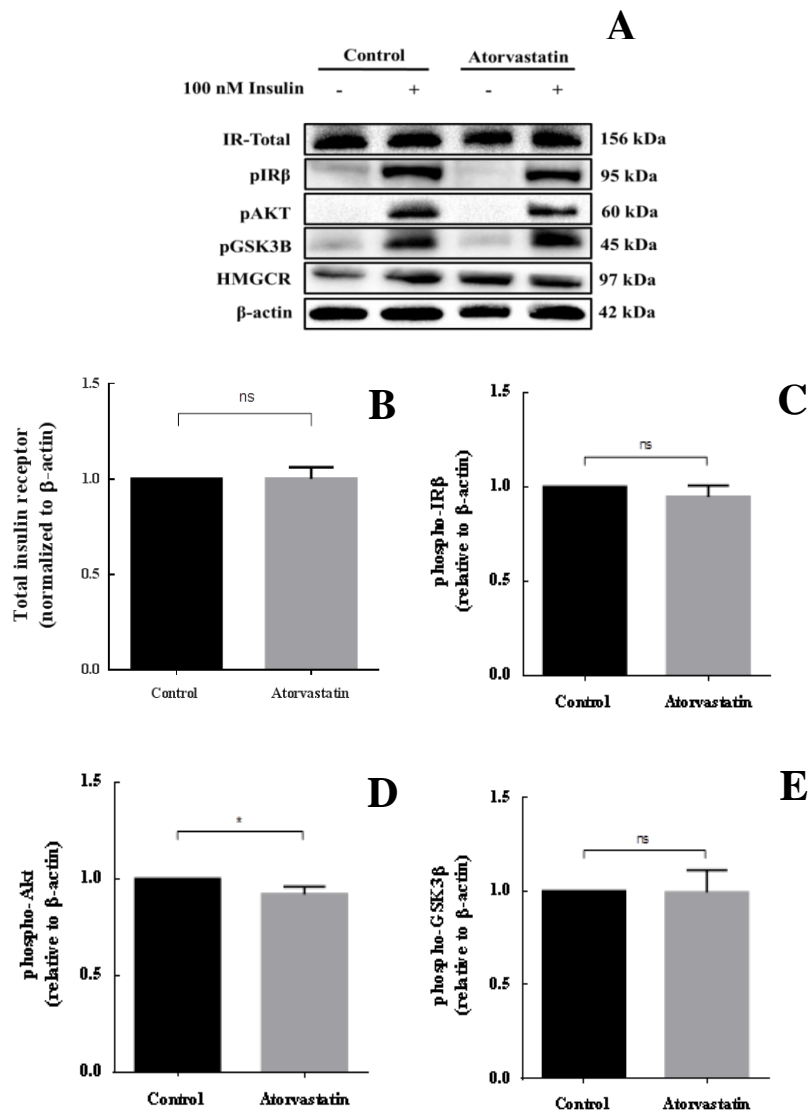 A
Control Atorvastatin
100 nM Insulin - + - +
IR-Total 156 kDa
pIRβ 95 kDa
pAKT 60 kDa
pGSK3B 45 kDa
HMGCR 97 kDa
β-actin 42 kDa
B
Total insulin receptor
(normalized to β-actin)
1.5
1.0
0.5
0.0
ns
Control Atorvastatin
C
phospho-IRβ
(relative to β-actin)
1.5
1.0
0.5
0.0
ns
Control Atorvastatin
D
phospho-Akt
(relative to β-actin)
1.5
1.0
0.5
0.0
*
Control Atorvastatin
E
phospho-GSK3β
(relative to β-actin)
1.5
1.0
0.5
0.0
ns
Control Atorvastatin